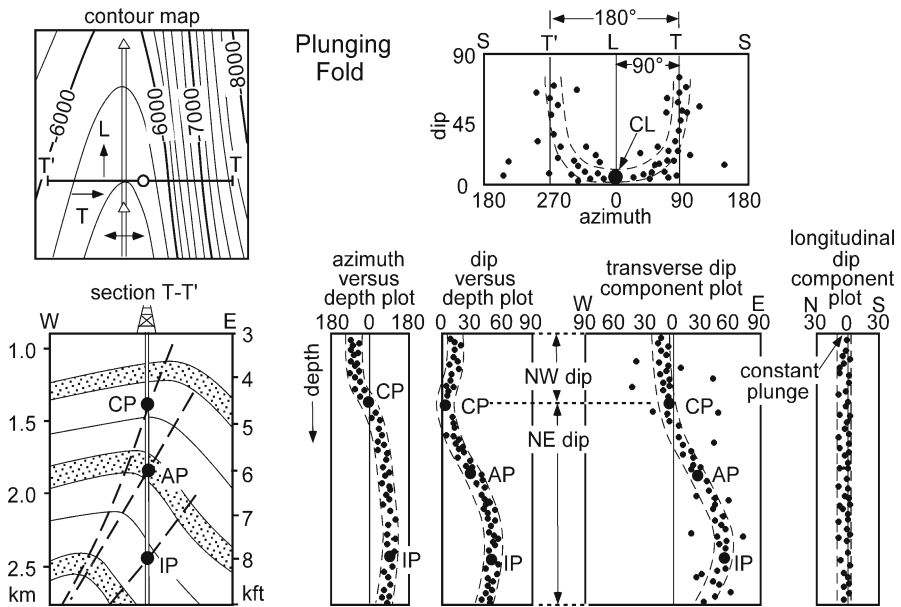 contour map
-6000
-6000
-7000
-8000
L
T'
T
T
Plunging
Fold
180°
S T' L T S
90°
90
45
0
dip
CL
180 270 0 90 180
azimuth
section T-T'
W E
1.0
1.5
2.0
2.5
km
3
4
5
6
7
8
kft
CP
AP
IP
azimuth
versus
depth plot
180 0 180
depth
CP
IP
dip
versus
depth plot
0 30 60 90
CP
AP
IP
NW dip
NE dip
transverse dip
component plot
W E
90 60 30 0 30 60 90
CP
AP
IP
longitudinal
dip
component
plot
N S
30 0 30
constant
plunge